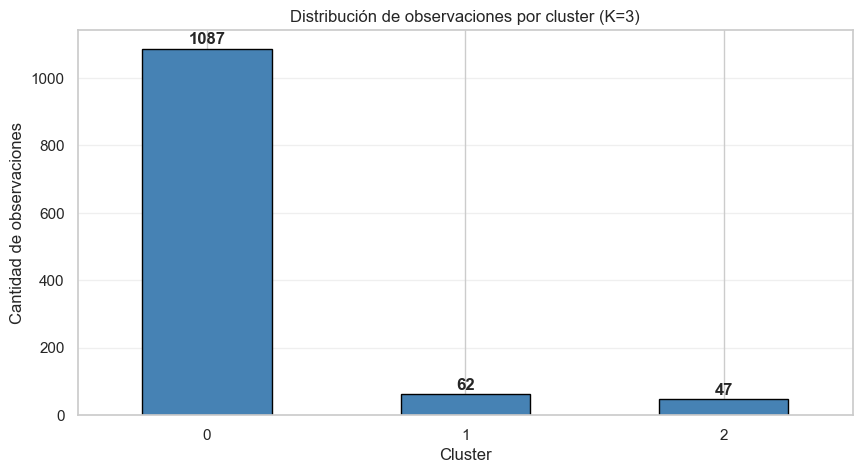 Distribución de observaciones por cluster (K=3)
Cantidad de observaciones
1000
800
600
400
200
0
1087
62
47
0 1 2
Cluster